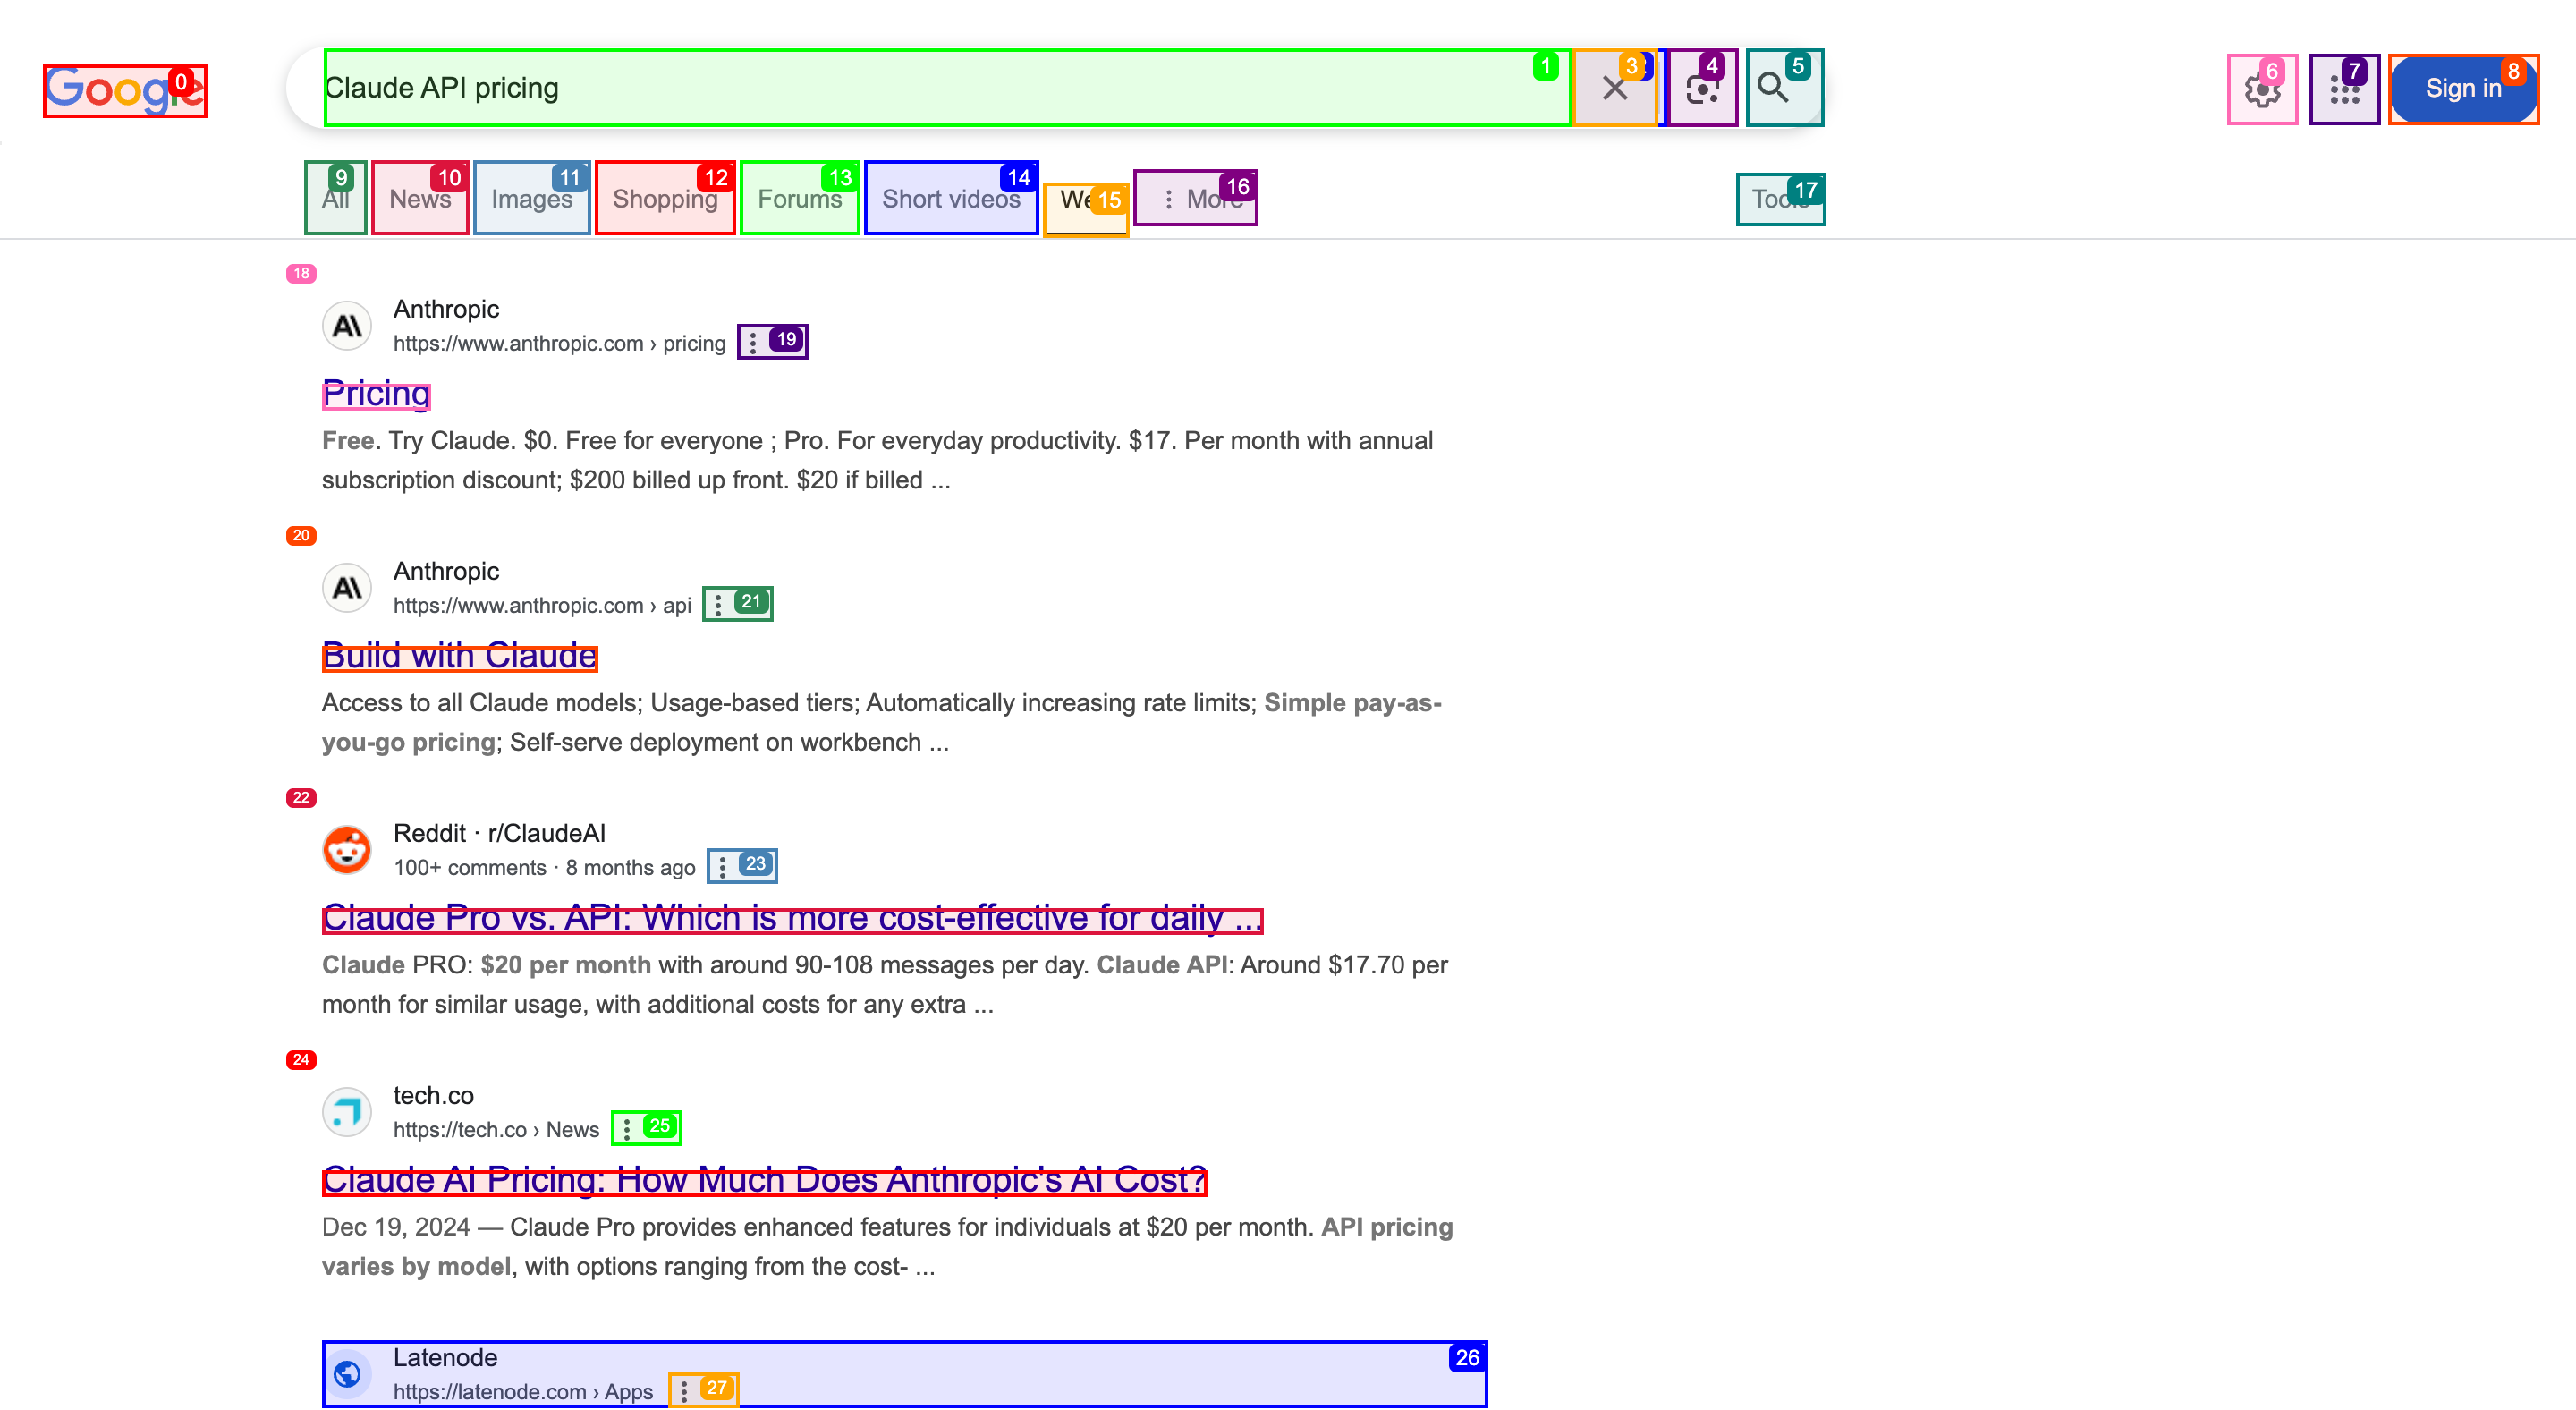 Google 0
Claude API pricing 1 3 4 5
6 7 Sign in 8
All 9 News 10 Images 11 Shopping 12 Forums 13 Short videos 14 15 More 16 Tools 17
18
Anthropic
https://www.anthropic.com › pricing 19
Pricing
Free. Try Claude. $0. Free for everyone ; Pro. For everyday productivity. $17. Per month with annual
subscription discount; $200 billed up front. $20 if billed ...
20
Anthropic
https://www.anthropic.com › api 21
Build with Claude
Access to all Claude models; Usage-based tiers; Automatically increasing rate limits; Simple pay-as-
you-go pricing; Self-serve deployment on workbench ...
22
Reddit · r/ClaudeAI
100+ comments · 8 months ago 23
Claude Pro vs. API: Which is more cost-effective for daily ...
Claude PRO: $20 per month with around 90-108 messages per day. Claude API: Around $17.70 per
month for similar usage, with additional costs for any extra ...
24
tech.co
https://tech.co › News 25
Claude AI Pricing: How Much Does Anthropic's AI Cost?
Dec 19, 2024 — Claude Pro provides enhanced features for individuals at $20 per month. API pricing
varies by model, with options ranging from the cost- ...
26
Latenode
https://latenode.com › Apps 27